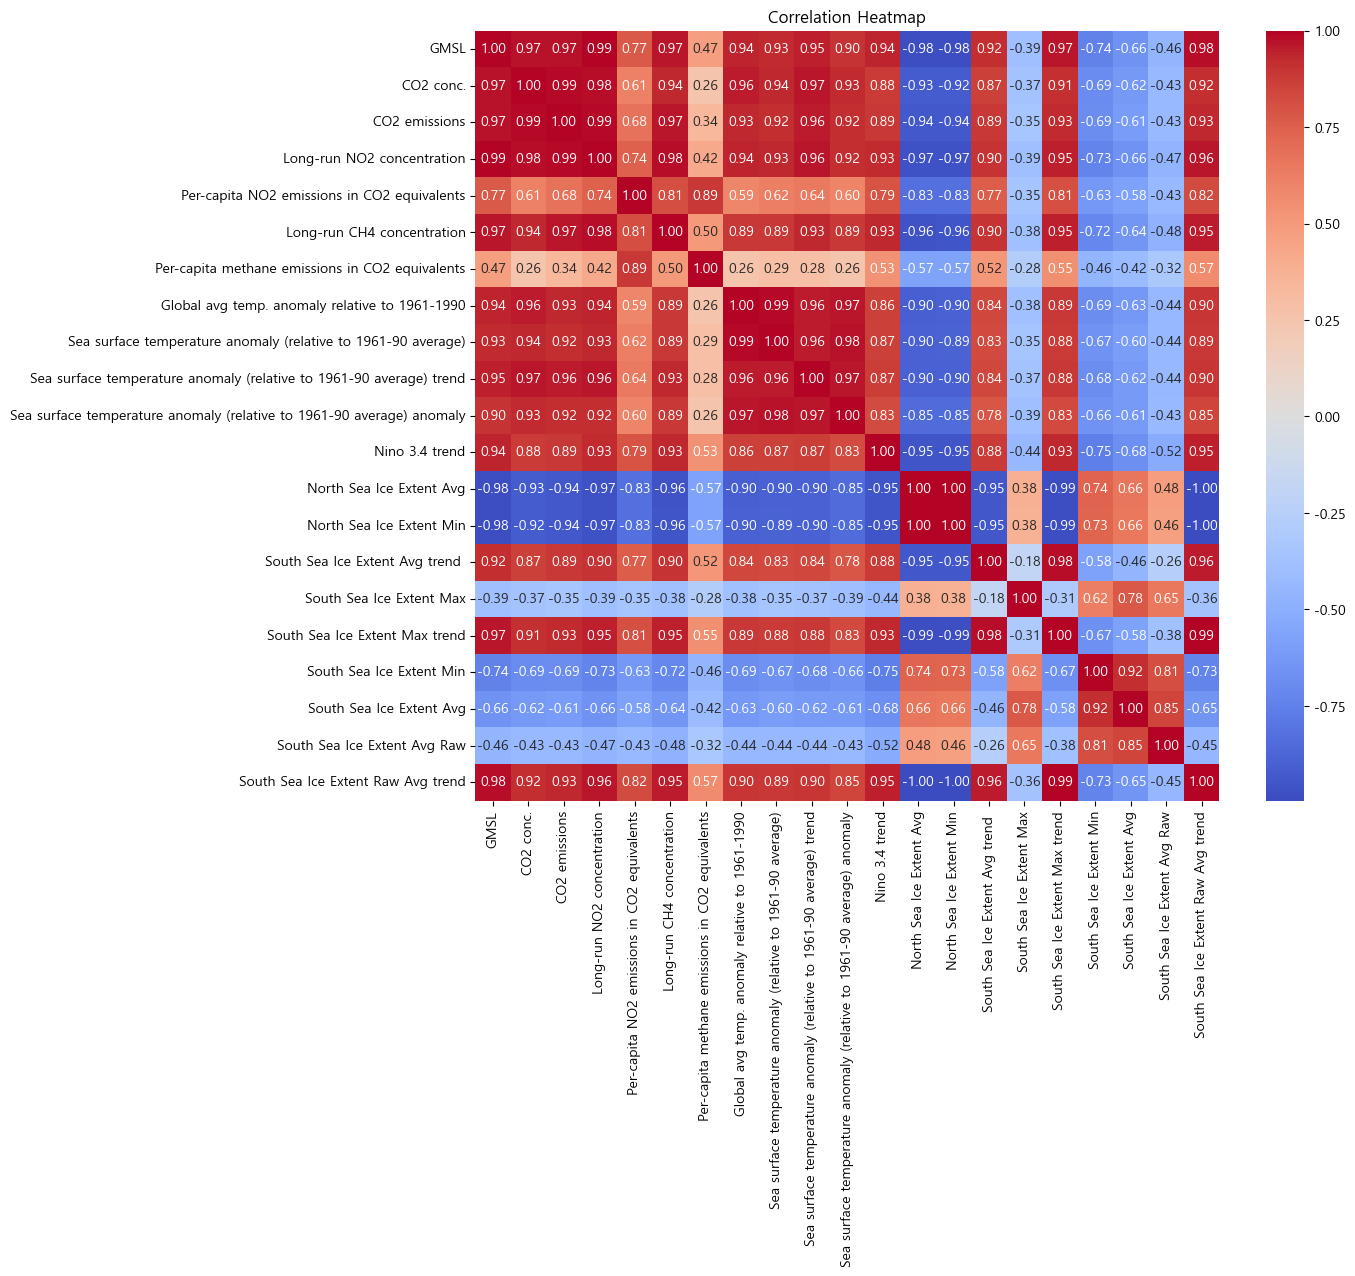 Correlation Heatmap
GMSL 1.00 0.97 0.97 0.99 0.77 0.97 0.47 0.94 0.93 0.95 0.90 0.94 -0.98 -0.98 0.92 -0.39 0.97 -0.74 -0.66 -0.46 0.98
CO2 conc. 0.97 1.00 0.99 0.98 0.61 0.94 0.26 0.96 0.94 0.97 0.93 0.88 -0.93 -0.92 0.87 -0.37 0.91 -0.69 -0.62 -0.43 0.92
CO2 emissions 0.97 0.99 1.00 0.99 0.68 0.97 0.34 0.93 0.92 0.96 0.92 0.89 -0.94 -0.94 0.89 -0.35 0.93 -0.69 -0.61 -0.43 0.93
Long-run NO2 concentration 0.99 0.98 0.99 1.00 0.74 0.98 0.42 0.94 0.93 0.96 0.92 0.93 -0.97 -0.97 0.90 -0.39 0.95 -0.73 -0.66 -0.47 0.96
Per-capita NO2 emissions in CO2 equivalents 0.77 0.61 0.68 0.74 1.00 0.81 0.89 0.59 0.62 0.64 0.60 0.79 -0.83 -0.83 0.77 -0.35 0.81 -0.63 -0.58 -0.43 0.82
Long-run CH4 concentration 0.97 0.94 0.97 0.98 0.81 1.00 0.50 0.89 0.89 0.93 0.89 0.93 -0.96 -0.96 0.90 -0.38 0.95 -0.72 -0.64 -0.48 0.95
Per-capita methane emissions in CO2 equivalents 0.47 0.26 0.34 0.42 0.89 0.50 1.00 0.26 0.29 0.28 0.26 0.53 -0.57 -0.57 0.52 -0.28 0.55 -0.46 -0.42 -0.32 0.57
Global avg temp. anomaly relative to 1961-1990 0.94 0.96 0.93 0.94 0.59 0.89 0.26 1.00 0.99 0.96 0.97 0.86 -0.90 -0.90 0.84 -0.38 0.89 -0.69 -0.63 -0.44 0.90
Sea surface temperature anomaly (relative to 1961-90 average) 0.93 0.94 0.92 0.93 0.62 0.89 0.29 0.99 1.00 0.96 0.98 0.87 -0.90 -0.89 0.83 -0.35 0.88 -0.67 -0.60 -0.44 0.89
Sea surface temperature anomaly (relative to 1961-90 average) trend 0.95 0.97 0.96 0.96 0.64 0.93 0.28 0.96 0.96 1.00 0.97 0.87 -0.90 -0.90 0.84 -0.37 0.88 -0.68 -0.62 -0.44 0.90
Sea surface temperature anomaly (relative to 1961-90 average) anomaly 0.90 0.93 0.92 0.92 0.60 0.89 0.26 0.97 0.98 0.97 1.00 0.83 -0.85 -0.85 0.78 -0.39 0.83 -0.66 -0.61 -0.43 0.85
Nino 3.4 trend 0.94 0.88 0.89 0.93 0.79 0.93 0.53 0.86 0.87 0.87 0.83 1.00 -0.95 -0.95 0.88 -0.44 0.93 -0.75 -0.68 -0.52 0.95
North Sea Ice Extent Avg -0.98 -0.93 -0.94 -0.97 -0.83 -0.96 -0.57 -0.90 -0.90 -0.90 -0.85 -0.95 1.00 1.00 -0.95 0.38 -0.99 0.74 0.66 0.48 -1.00
North Sea Ice Extent Min -0.98 -0.92 -0.94 -0.97 -0.83 -0.96 -0.57 -0.90 -0.89 -0.90 -0.85 -0.95 1.00 1.00 -0.95 0.38 -0.99 0.73 0.66 0.46 -1.00
South Sea Ice Extent Avg trend 0.92 0.87 0.89 0.90 0.77 0.90 0.52 0.84 0.83 0.84 0.78 0.88 -0.95 -0.95 1.00 -0.18 0.98 -0.58 -0.46 -0.26 0.96
South Sea Ice Extent Max -0.39 -0.37 -0.35 -0.39 -0.35 -0.38 -0.28 -0.38 -0.35 -0.37 -0.39 -0.44 0.38 0.38 -0.18 1.00 -0.31 0.62 0.78 0.65 -0.36
South Sea Ice Extent Max trend 0.97 0.91 0.93 0.95 0.81 0.95 0.55 0.89 0.88 0.88 0.83 0.93 -0.99 -0.99 0.98 -0.31 1.00 -0.67 -0.58 -0.38 0.99
South Sea Ice Extent Min -0.74 -0.69 -0.69 -0.73 -0.63 -0.72 -0.46 -0.69 -0.67 -0.68 -0.66 -0.75 0.74 0.73 -0.58 0.62 -0.67 1.00 0.92 0.81 -0.73
South Sea Ice Extent Avg -0.66 -0.62 -0.61 -0.66 -0.58 -0.64 -0.42 -0.63 -0.60 -0.62 -0.61 -0.68 0.66 0.66 -0.46 0.78 -0.58 0.92 1.00 0.85 -0.65
South Sea Ice Extent Avg Raw -0.46 -0.43 -0.43 -0.47 -0.43 -0.48 -0.32 -0.44 -0.44 -0.44 -0.43 -0.52 0.48 0.46 -0.26 0.65 -0.38 0.81 0.85 1.00 -0.45
South Sea Ice Extent Raw Avg trend 0.98 0.92 0.93 0.96 0.82 0.95 0.57 0.90 0.89 0.90 0.85 0.95 -1.00 -1.00 0.96 -0.36 0.99 -0.73 -0.65 -0.45 1.00
GMSL
CO2 conc.
CO2 emissions
Long-run NO2 concentration
Per-capita NO2 emissions in CO2 equivalents
Long-run CH4 concentration
Per-capita methane emissions in CO2 equivalents
Global avg temp. anomaly relative to 1961-1990
Sea surface temperature anomaly (relative to 1961-90 average)
Sea surface temperature anomaly (relative to 1961-90 average) trend
Sea surface temperature anomaly (relative to 1961-90 average) anomaly
Nino 3.4 trend
North Sea Ice Extent Avg
North Sea Ice Extent Min
South Sea Ice Extent Avg trend
South Sea Ice Extent Max
South Sea Ice Extent Max trend
South Sea Ice Extent Min
South Sea Ice Extent Avg
South Sea Ice Extent Avg Raw
South Sea Ice Extent Raw Avg trend
1.00
0.75
0.50
0.25
0.00
-0.25
-0.50
-0.75